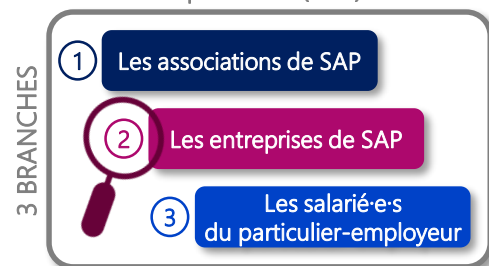 3 BRANCHES
1 Les associations de SAP
2 Les entreprises de SAP
3 Les salarié·e·s
du particulier-employeur